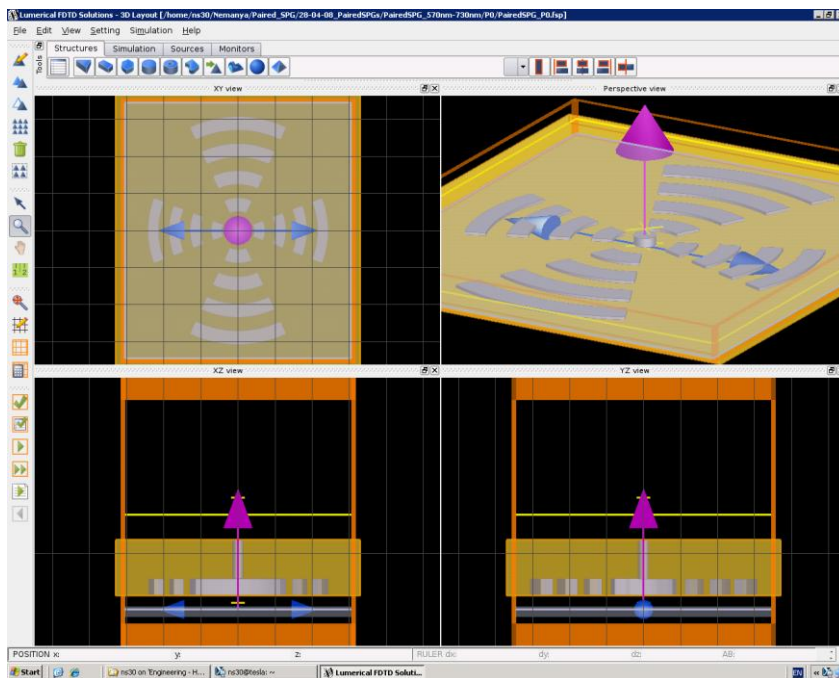 Lumerical FDTD Solutions - 3D Layout [/home/ns30/Nemanya/Paired_SPG/28-04-08_PairedSPGs/PairedSPG_570nm-730nm/P0/PairedSPG_P0.fsp]
File Edit View Setting Simulation Help
Tools
Structures Simulation Sources Monitors
XY view
Perspective view
XZ view
YZ view
POSITION x: y: z: RULER dx: dy: dz: AB:
Start ns30 on 'Engineering - H... ns30@tesla: ~ Lumerical FDTD Soluti... EN